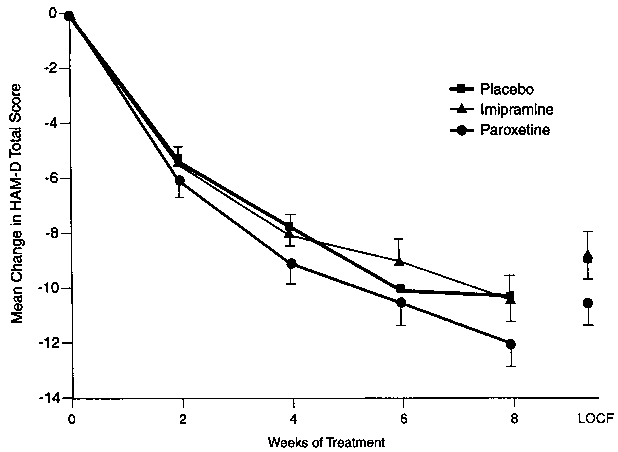 Mean Change in HAM-D Total Score
0
-2
-4
-6
-8
-10
-12
-14
Placebo
Imipramine
Paroxetine
0 2 4 6 8 LOCF
Weeks of Treatment